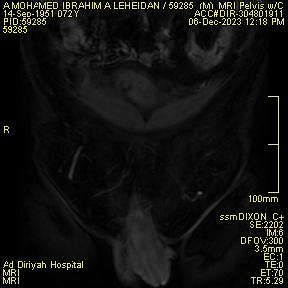 A MOHAMED IBRAHIM A LEHEIDAN / 59285 (M) MRI Pelvis w/C
14-Sep-1951 072Y ACC#DIR-304801911
PID:59285 06-Dec-2023 12:18 PM
59285
R
100mm
ssmDIXON_C+
SE:2202
IM:6
DFOV:300
3.5mm
Ad Diriyah Hospital EC:1
MRI TE:0
MRI ET:70
TR:5.29